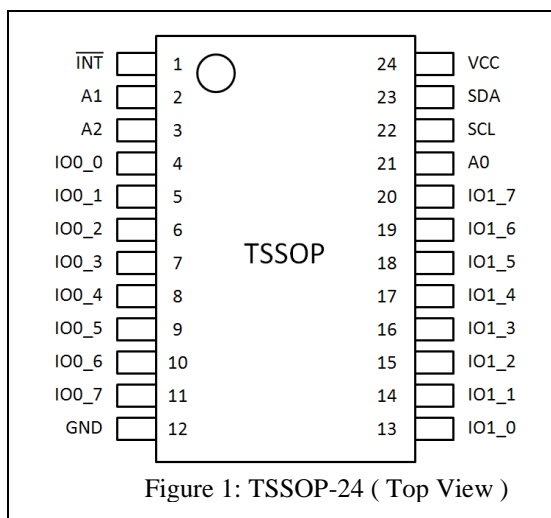 INT 1 24 VCC
A1 2 23 SDA
A2 3 22 SCL
IO0_0 4 21 A0
IO0_1 5 20 IO1_7
IO0_2 6 19 IO1_6
IO0_3 7 TSSOP 18 IO1_5
IO0_4 8 17 IO1_4
IO0_5 9 16 IO1_3
IO0_6 10 15 IO1_2
IO0_7 11 14 IO1_1
GND 12 13 IO1_0
Figure 1: TSSOP-24 ( Top View )